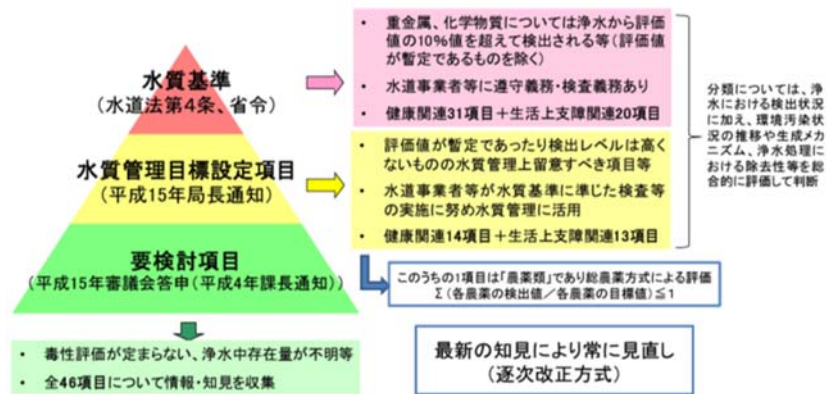 水質基準
(水道法第4条、省令)
水質管理目標設定項目
(平成15年局長通知)
要検討項目
(平成15年審議会答申(平成4年課長通知))
• 重金属、化学物質については浄水から評価
値の10%値を超えて検出される等(評価値
が暫定であるものを除く)
• 水道事業者等に遵守義務・検査義務あり
• 健康関連31項目+生活上支障関連20項目
• 評価値が暫定であったり検出レベルは高く
ないものの水質管理上留意すべき項目等
• 水道事業者等が水質基準に準じた検査等
の実施に努め水質管理に活用
• 健康関連14項目+生活上支障関連13項目
分類については、浄
水における検出状況
に加え、環境汚染状
況の推移や生成メカ
ニズム、浄水処理に
おける除去性等を総
合的に評価して判断
このうちの1項目は「農薬類」であり総農薬方式による評価
Σ(各農薬の検出値/各農薬の目標値)≦1
• 毒性評価が定まらない、浄水中存在量が不明等
• 全46項目について情報・知見を収集
最新の知見により常に見直し
(逐次改正方式)